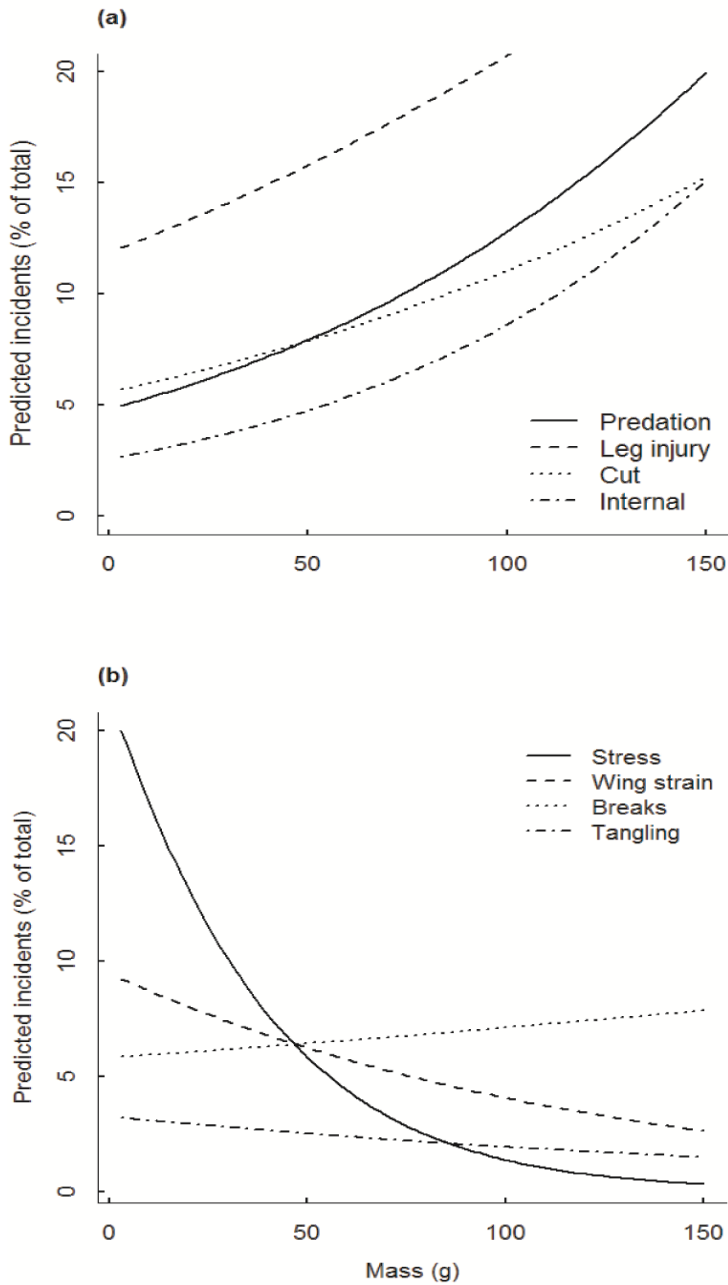 (a)
Predicted incidents (% of total)
20
15
10
5
0
Predation
Leg injury
Cut
Internal
0 50 100 150
(b)
Predicted incidents (% of total)
20
15
10
5
0
Stress
Wing strain
Breaks
Tangling
0 50 100 150
Mass (g)